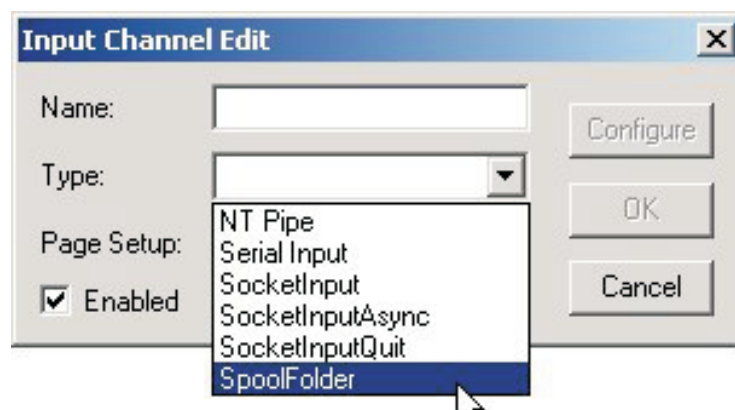 Input Channel Edit
Name:
Configure
Type:
NT Pipe
OK
Page Setup:
Serial Input
SocketInput
Enabled
Cancel
SocketInputAsync
SocketInputQuit
SpoolFolder